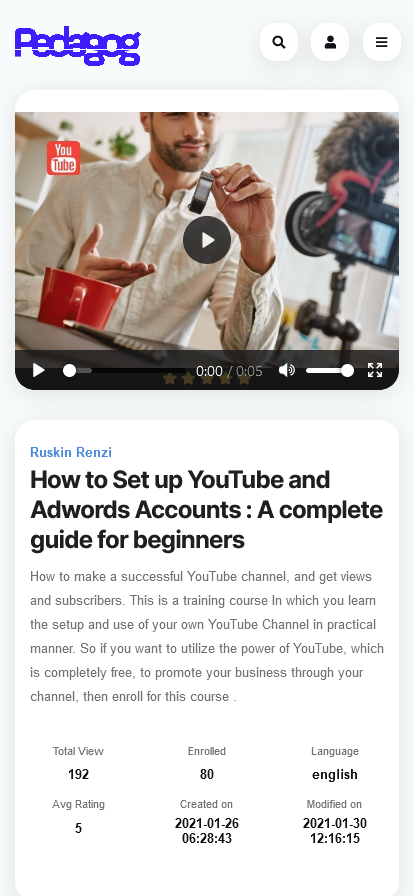 Pedagog
You
Tube
0:00 / 0:05
Ruskin Renzi
How to Set up YouTube and
Adwords Accounts : A complete
guide for beginners
How to make a successful YouTube channel, and get views
and subscribers. This is a training course In which you learn
the setup and use of your own YouTube Channel in practical
manner. So if you want to utilize the power of YouTube, which
is completely free, to promote your business through your
channel, then enroll for this course .
Total View Enrolled Language
192 80 english
Avg Rating Created on Modified on
5 2021-01-26 2021-01-30
06:28:43 12:16:15